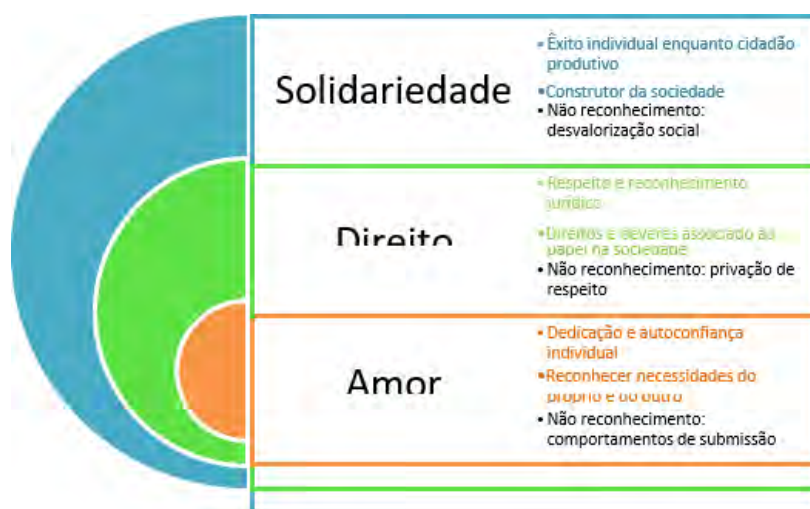 Solidariedade
• Êxito individual enquanto cidadão
produtivo
•Construtor da sociedade
• Não reconhecimento:
desvalorização social
Direito
• Respeito e reconhecimento
jurídico
•Direitos e deveres associado ao
papel na sociedade
• Não reconhecimento: privação de
respeito
Amor
• Dedicação e autoconfiança
individual
•Reconhecer necessidades do
próprio e do outro
• Não reconhecimento:
comportamentos de submissão